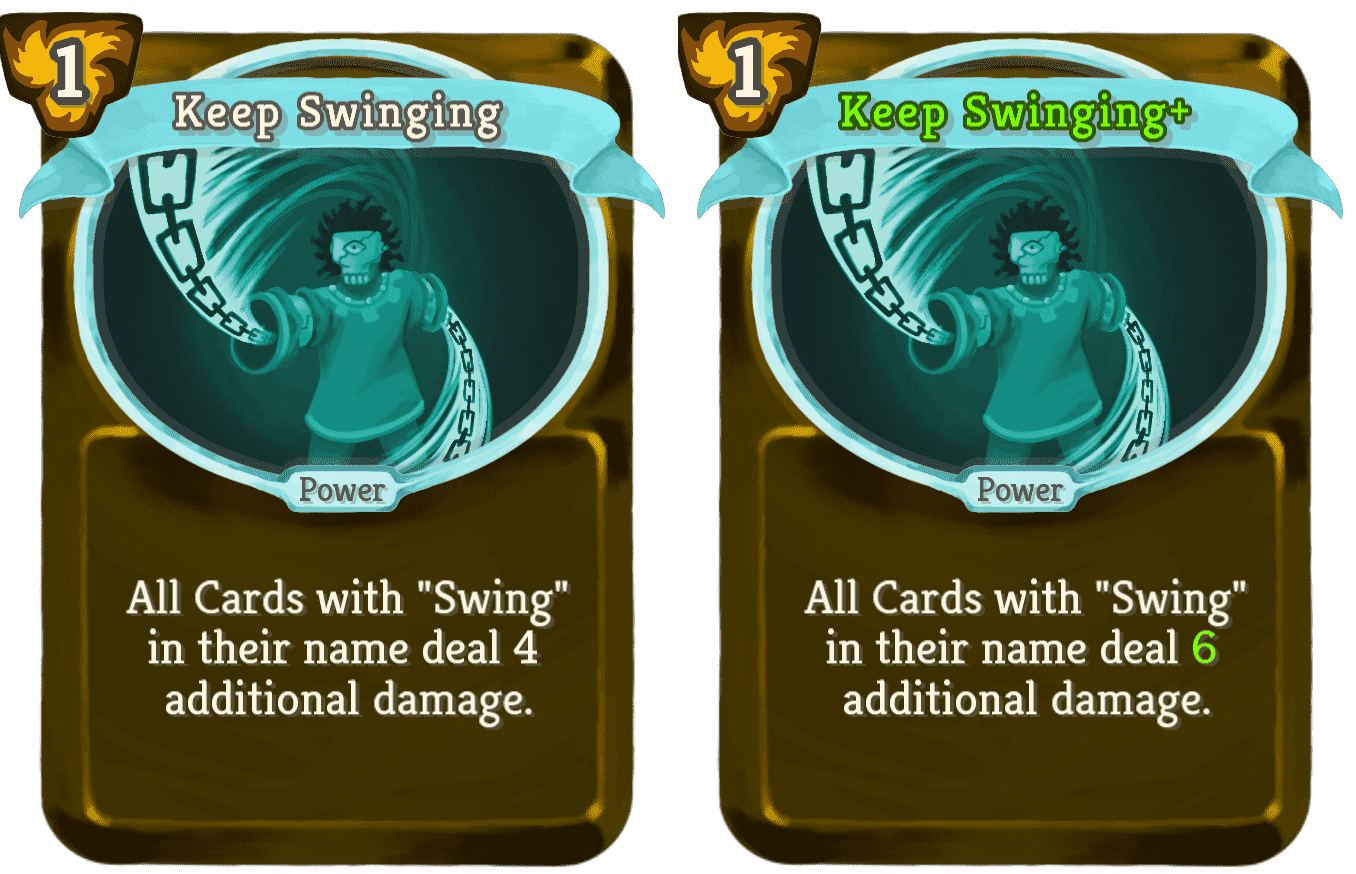 1
Keep Swinging
Power
All Cards with "Swing"
in their name deal 4
additional damage.
1
Keep Swinging+
Power
All Cards with "Swing"
in their name deal 6
additional damage.